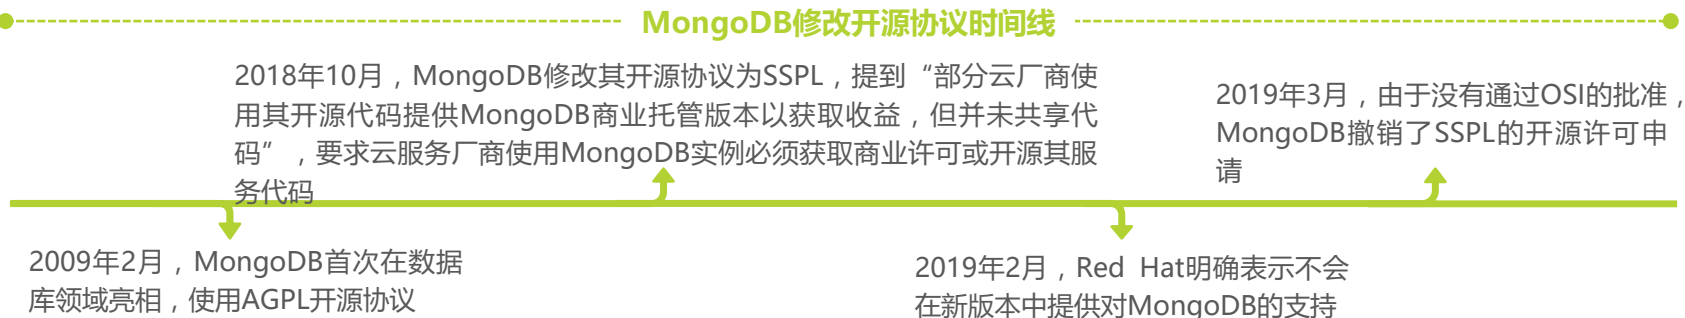 MongoDB修改开源协议时间线
2018年10月，MongoDB修改其开源协议为SSPL，提到“部分云厂商使
用其开源代码提供MongoDB商业托管版本以获取收益，但并未共享代
码”，要求云服务厂商使用MongoDB实例必须获取商业许可或开源其服
务代码
2019年3月，由于没有通过OSI的批准，
MongoDB撤销了SSPL的开源许可申
请
2009年2月，MongoDB首次在数据
库领域亮相，使用AGPL开源协议
2019年2月，Red Hat明确表示不会
在新版本中提供对MongoDB的支持